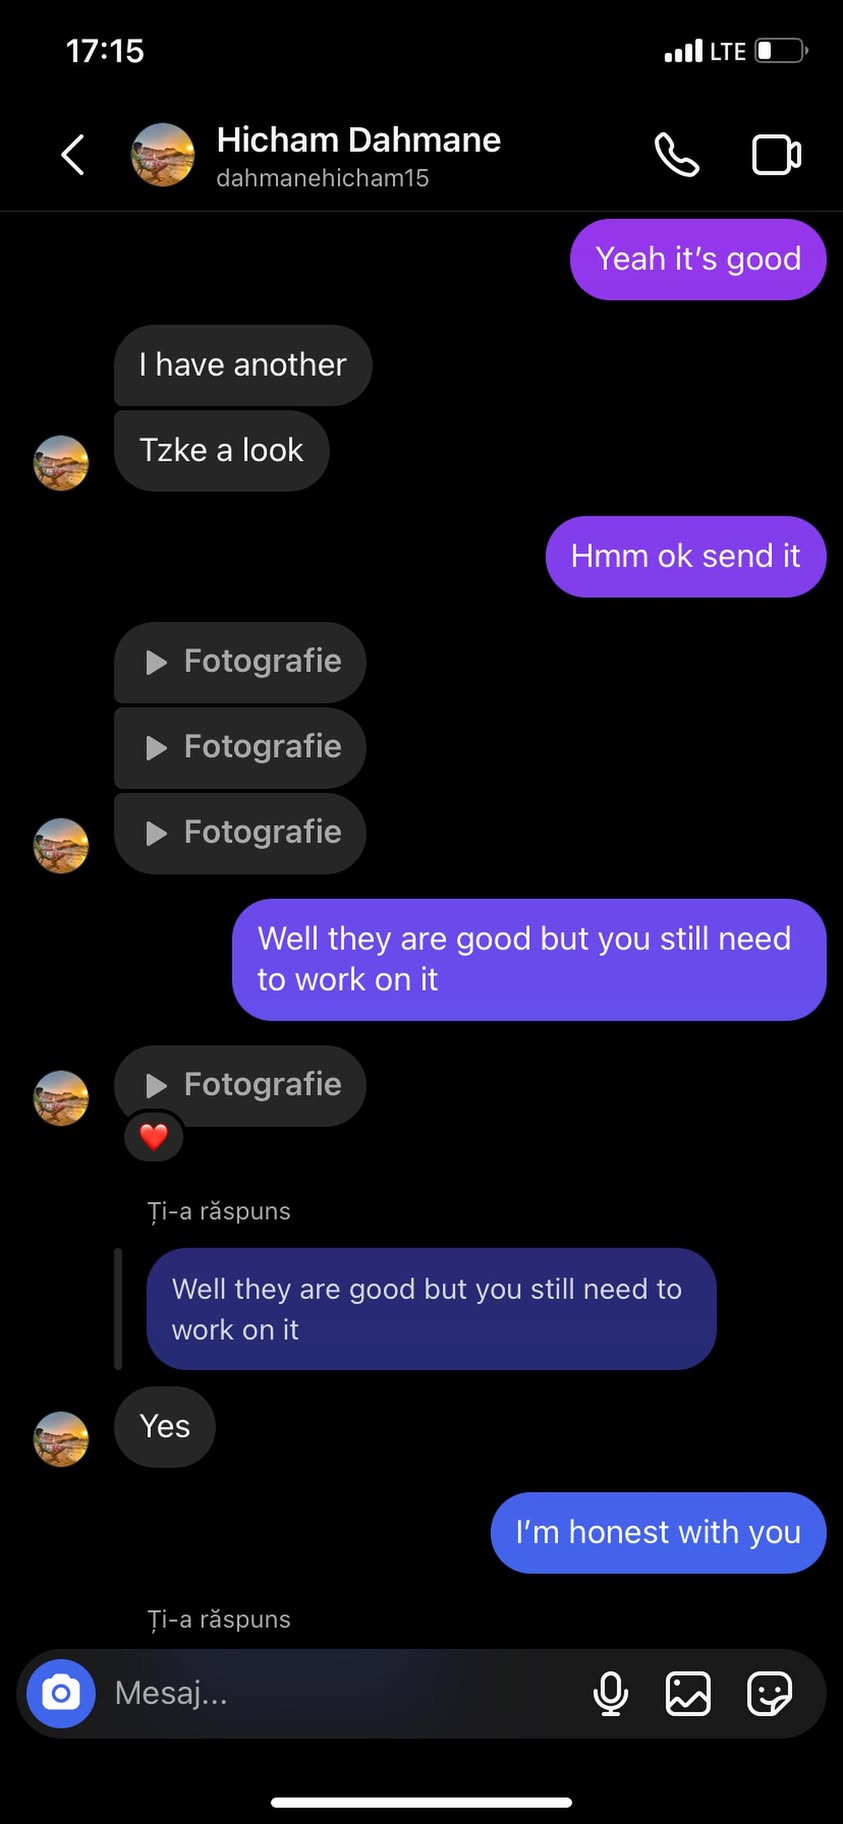 17:15
LTE
Hicham Dahmane
dahmanehicham15
Yeah it's good
I have another
Tzke a look
Hmm ok send it
Fotografie
Fotografie
Fotografie
Well they are good but you still need
to work on it
Fotografie
Ți-a răspuns
Well they are good but you still need to
work on it
Yes
I'm honest with you
Ți-a răspuns
Mesaj...